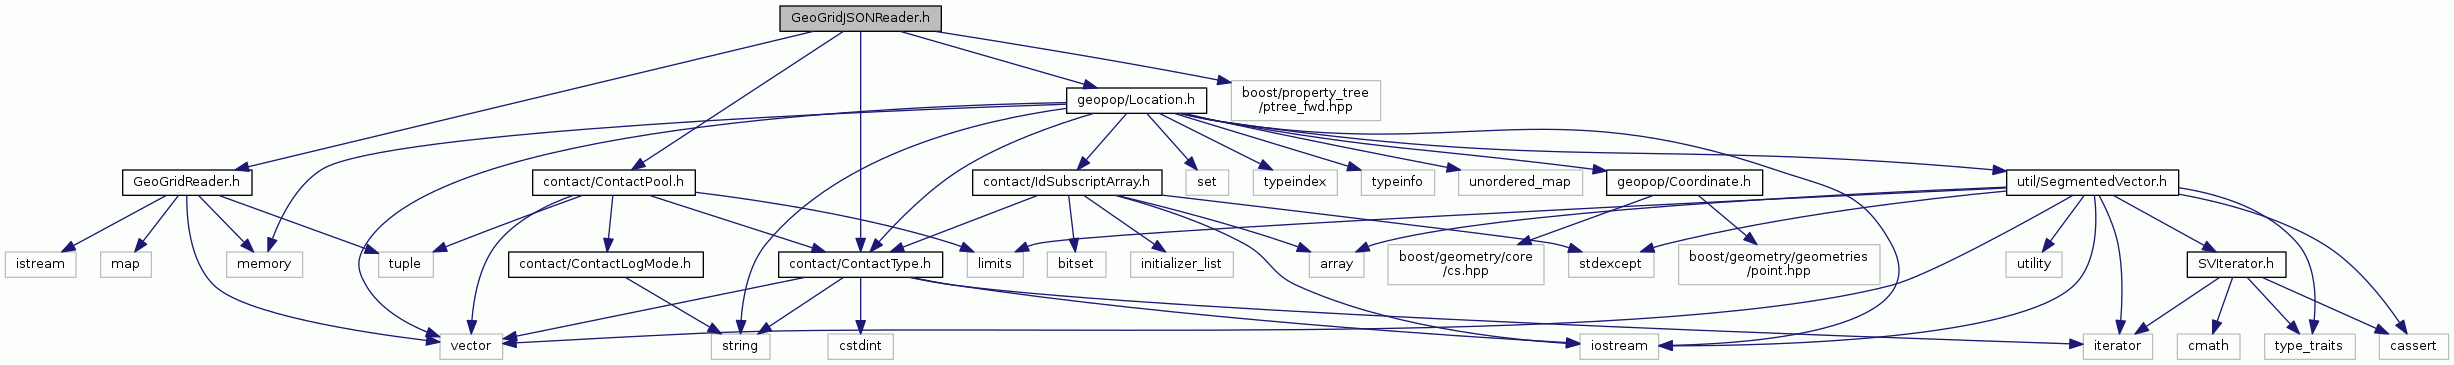 GeoGridJSONReader.h
boost/property_tree
/ptree_fwd.hpp
geopop/Location.h
GeoGridReader.h
contact/ContactPool.h
contact/IdSubscriptArray.h
set
typeindex
typeinfo
unordered_map
geopop/Coordinate.h
util/SegmentedVector.h
istream
map
memory
tuple
contact/ContactLogMode.h
contact/ContactType.h
limits
bitset
initializer_list
array
boost/geometry/core
/cs.hpp
stdexcept
boost/geometry/geometries
/point.hpp
utility
SVIterator.h
vector
string
cstdint
iostream
iterator
cmath
type_traits
cassert